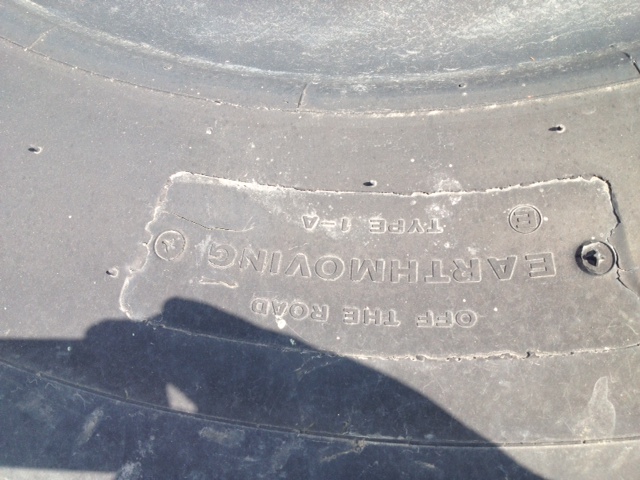 OFF THE ROAD
EARTHMOVING
TYPE 1-A